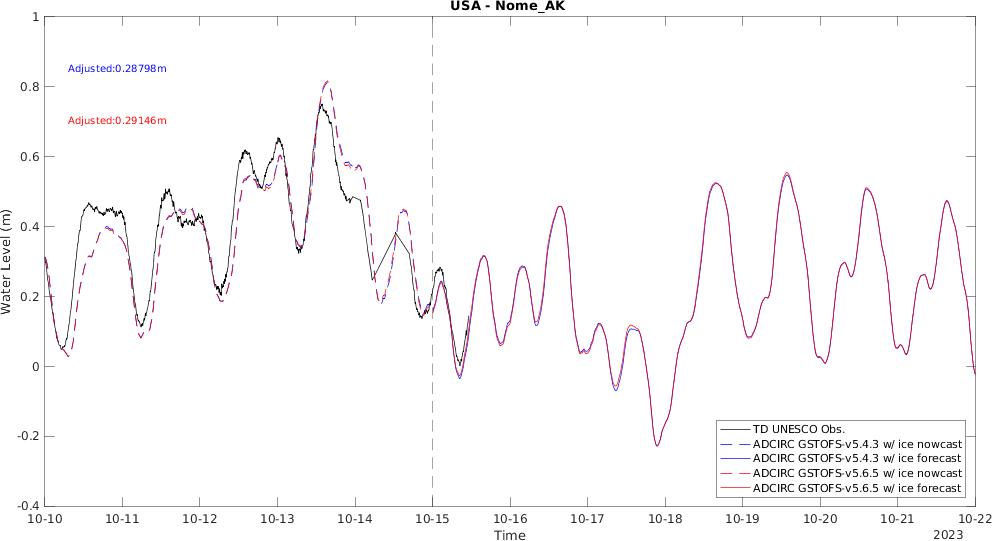 USA - Nome_AK
Adjusted:0.28798m
Adjusted:0.29146m
Water Level (m)
1
0.8
0.6
0.4
0.2
0
-0.2
-0.4
10-10 10-11 10-12 10-13 10-14 10-15 10-16 10-17 10-18 10-19 10-20 10-21 10-22
Time
2023
TD UNESCO Obs.
ADCIRC GSTOFS-v5.4.3 w/ ice nowcast
ADCIRC GSTOFS-v5.4.3 w/ ice forecast
ADCIRC GSTOFS-v5.6.5 w/ ice nowcast
ADCIRC GSTOFS-v5.6.5 w/ ice forecast